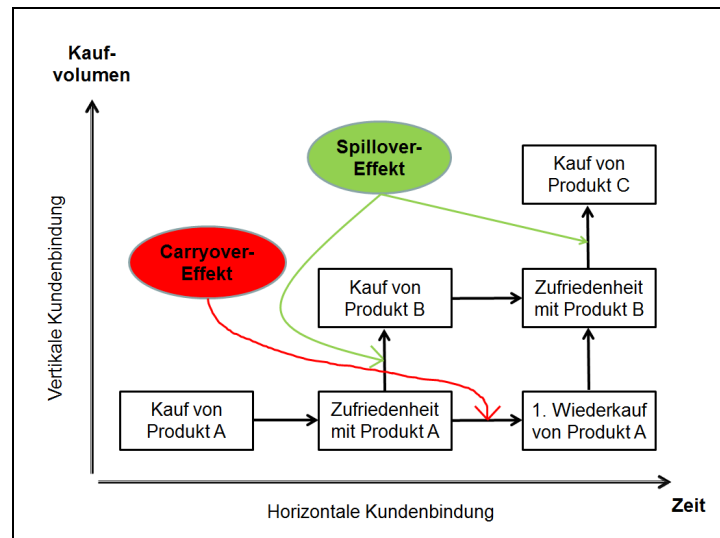 Kauf-
volumen
Spillover-
Effekt
Kauf von
Produkt C
Carryover-
Effekt
Kauf von
Produkt B
Zufriedenheit
mit Produkt B
Vertikale Kundenbindung
Kauf von
Produkt A
Zufriedenheit
mit Produkt A
1. Wiederkauf
von Produkt A
Horizontale Kundenbindung
Zeit